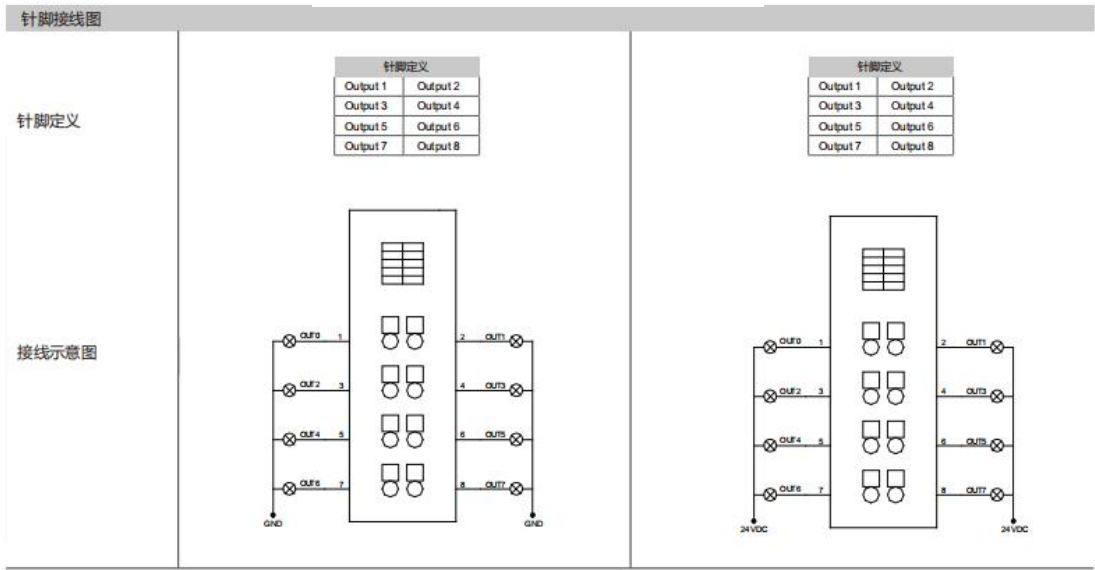 针脚接线图
针脚定义
针脚定义
Output 1 Output 2
Output 3 Output 4
Output 5 Output 6
Output 7 Output 8
针脚定义
Output 1 Output 2
Output 3 Output 4
Output 5 Output 6
Output 7 Output 8
接线示意图
OUT0 1 2 OUT1
OUT2 3 4 OUT3
OUT4 5 6 OUT5
OUT6 7 8 OUT7
GND GND
OUT0 1 2 OUT1
OUT2 3 4 OUT3
OUT4 5 6 OUT5
OUT6 7 8 OUT7
24VDC 24VDC